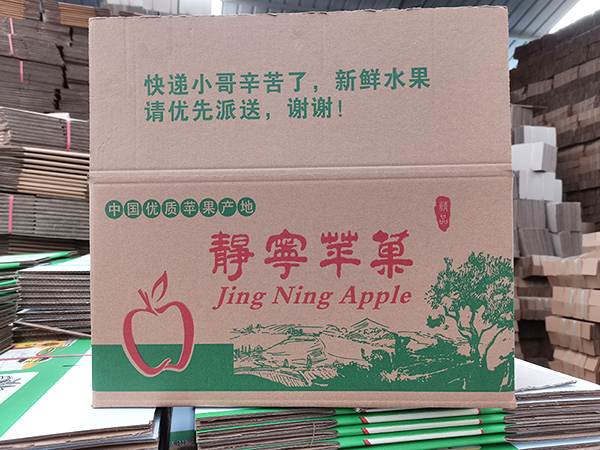 快递小哥辛苦了，新鲜水果
请优先派送，谢谢！
中国优质苹果产地
精品
靜寧苹菓
Jing Ning Apple